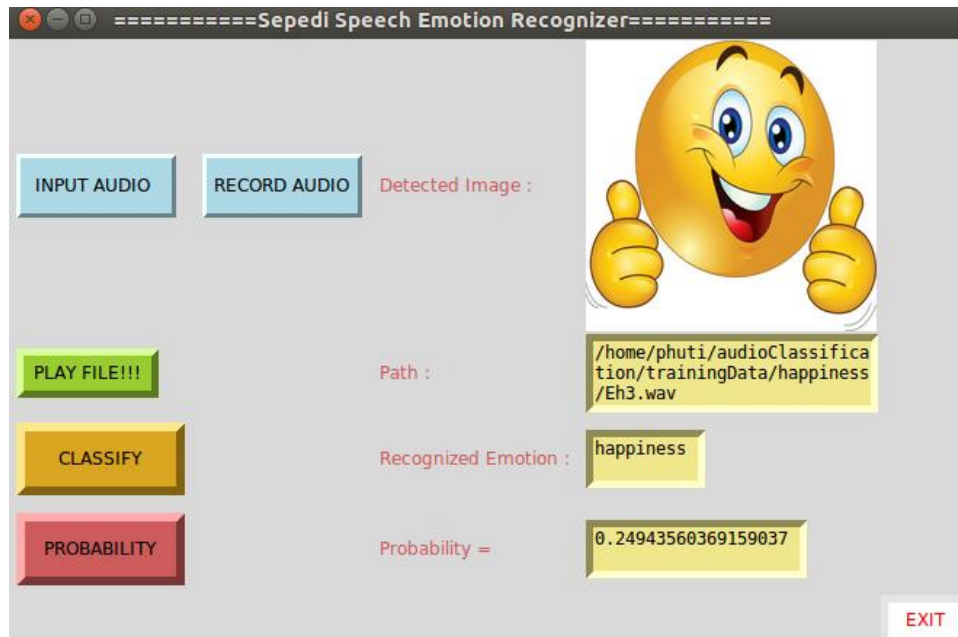 ===========Sepedi Speech Emotion Recognizer===========
INPUT AUDIO
RECORD AUDIO
Detected Image :
PLAY FILE!!!
Path :
/home/phuti/audioClassifica
tion/trainingData/happiness
/Eh3.wav
CLASSIFY
Recognized Emotion :
happiness
PROBABILITY
Probability =
0.24943560369159037
EXIT